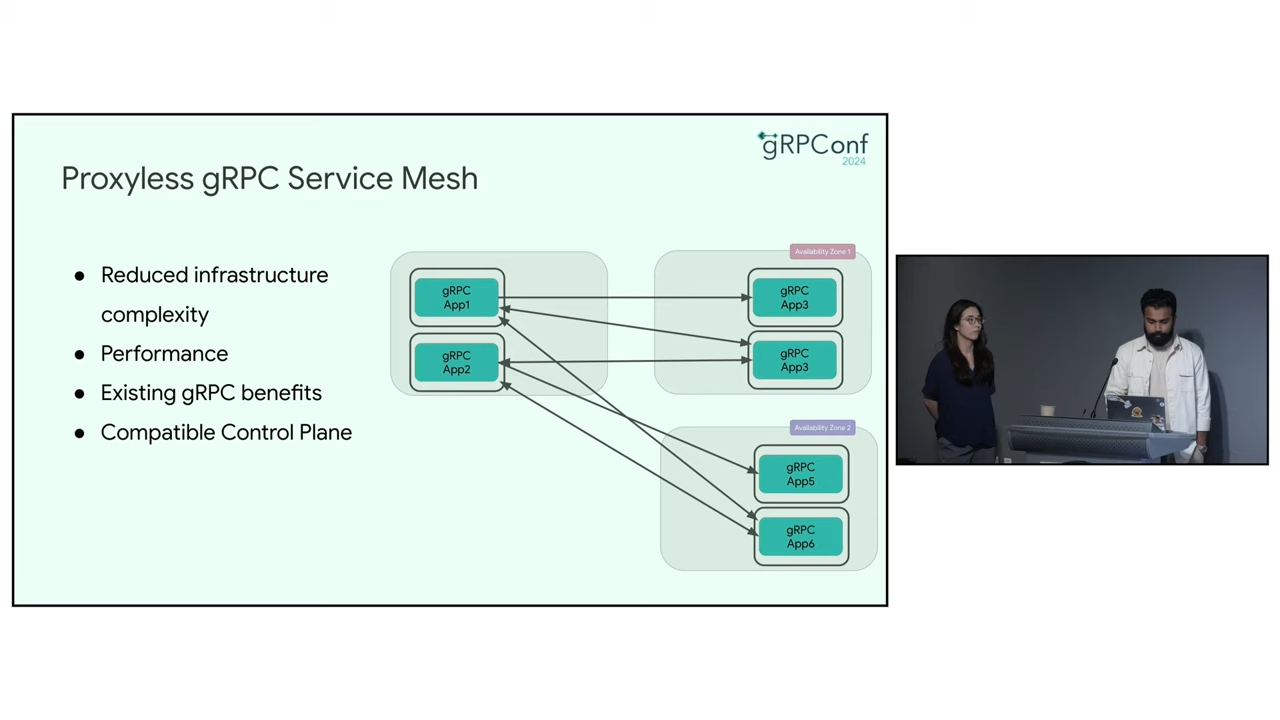 gRPConf
2024
Proxyless gRPC Service Mesh
● Reduced infrastructure
complexity
● Performance
● Existing gRPC benefits
● Compatible Control Plane
gRPC
App1
gRPC
App2
Availability Zone 1
gRPC
App3
gRPC
App3
Availability Zone 2
gRPC
App5
gRPC
App6